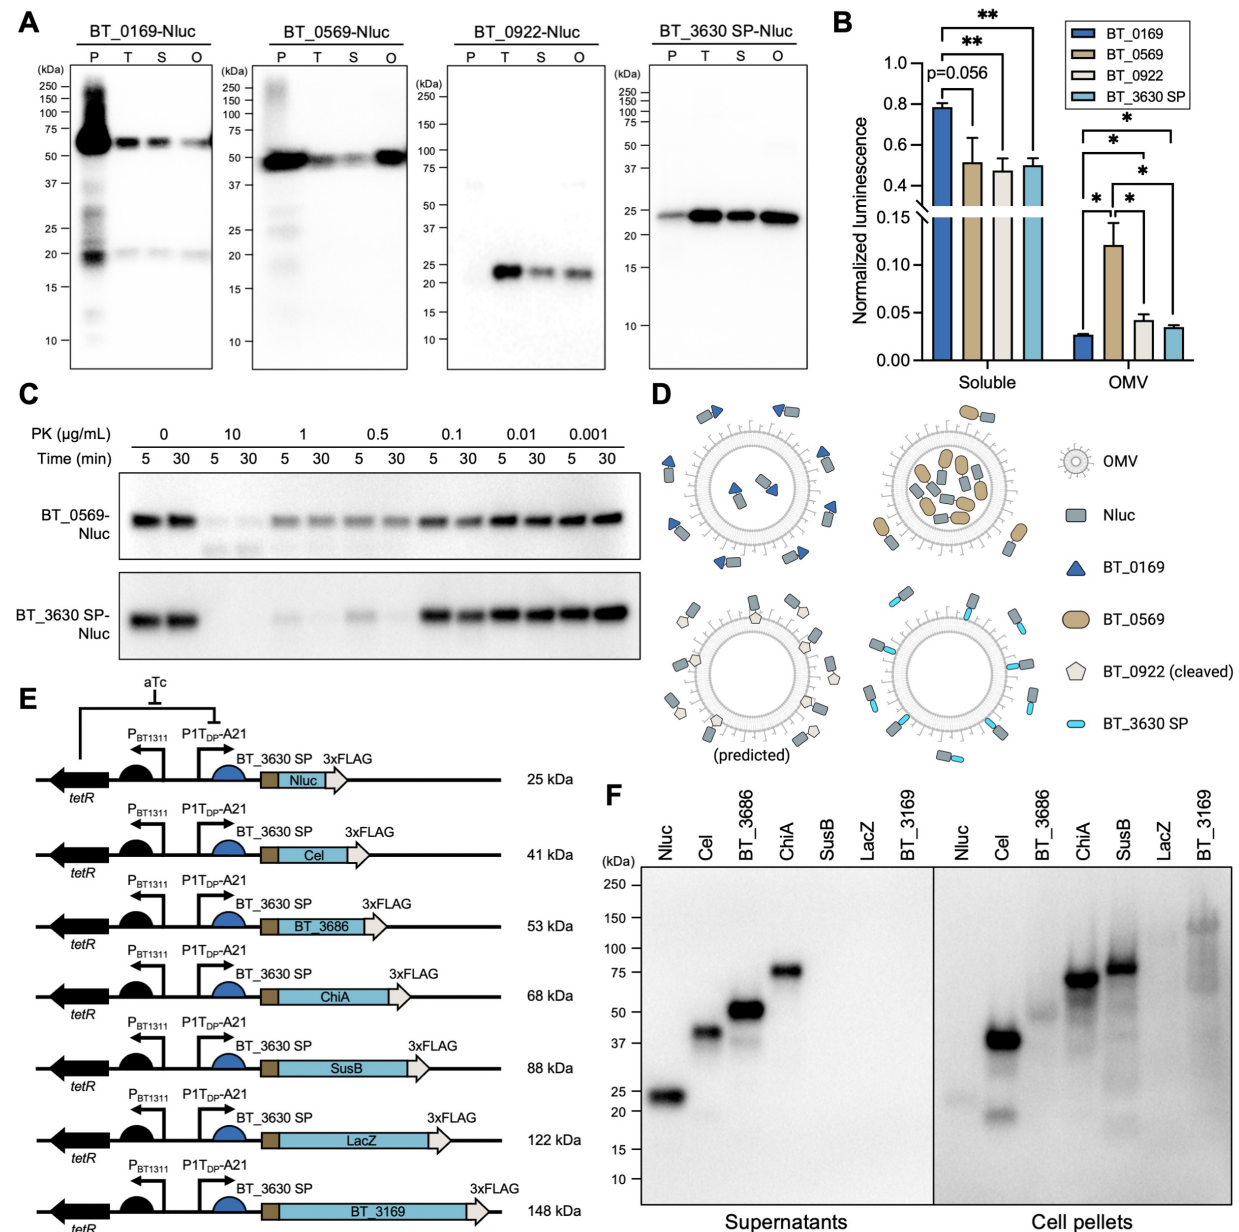 A
BT_0169-Nluc
P T S O
(kDa)
250
150
100
75
50
37
25
20
15
10
BT_0569-Nluc
P T S O
(kDa)
250
150
100
75
50
37
25
20
15
10
BT_0922-Nluc
P T S O
(kDa)
250
150
100
75
50
37
25
20
15
10
BT_3630 SP-Nluc
P T S O
(kDa)
250
150
100
75
50
37
25
20
15
10
B
Normalized luminescence
1.0
0.8
0.6
0.4
0.15
0.10
0.05
0.00
**
**
p=0.056
*
*
*
* *
Soluble OMV
BT_0169
BT_0569
BT_0922
BT_3630 SP
C
PK (µg/mL) 0 10 1 0.5 0.1 0.01 0.001
Time (min) 5 30 5 30 5 30 5 30 5 30 5 30 5 30
BT_0569-
Nluc
BT_3630 SP-
Nluc
D
(predicted)
OMV
Nluc
BT_0169
BT_0569
BT_0922 (cleaved)
BT_3630 SP
E
aTc
PBT1311 P1TDP-A21
BT_3630 SP 3xFLAG
tetR Nluc 25 kDa
PBT1311 P1TDP-A21
BT_3630 SP 3xFLAG
tetR Cel 41 kDa
PBT1311 P1TDP-A21
BT_3630 SP 3xFLAG
tetR BT_3686 53 kDa
PBT1311 P1TDP-A21
BT_3630 SP 3xFLAG
tetR ChiA 68 kDa
PBT1311 P1TDP-A21
BT_3630 SP 3xFLAG
tetR SusB 88 kDa
PBT1311 P1TDP-A21
BT_3630 SP 3xFLAG
tetR LacZ 122 kDa
PBT1311 P1TDP-A21
BT_3630 SP 3xFLAG
tetR BT_3169 148 kDa
F
Nluc Cel BT_3686 ChiA SusB LacZ BT_3169 Nluc Cel BT_3686 ChiA SusB LacZ BT_3169
(kDa)
250
150
100
75
50
37
25
20
15
10
Supernatants Cell pellets